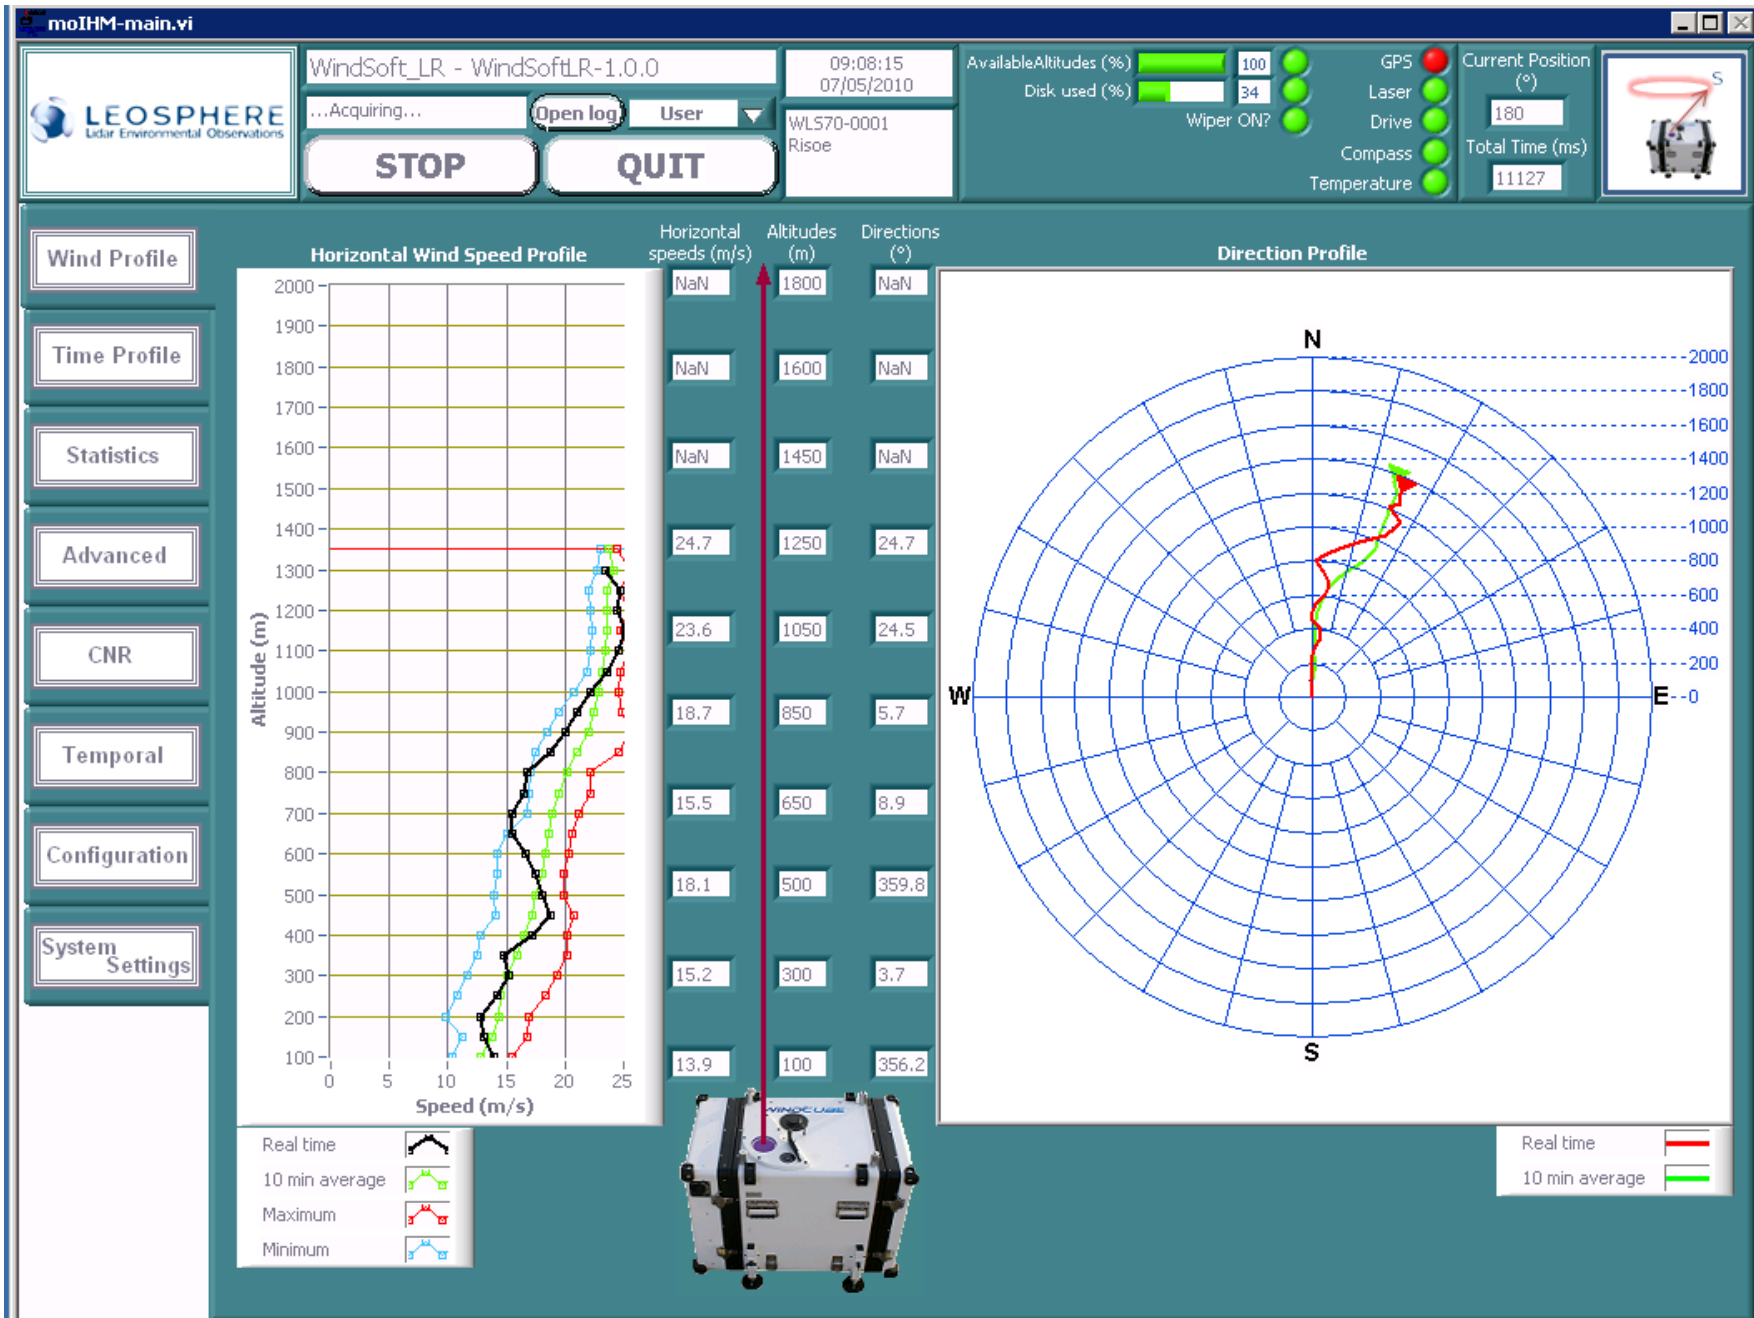 moIHM-main.vi
LEOSPHERE
Lidar Environmental Observations
WindSoft_LR - WindSoftLR-1.0.0
...Acquiring...
Open log
User
STOP
QUIT
09:08:15
07/05/2010
WLS70-0001
Risoe
AvailableAltitudes (%)
100
Disk used (%)
34
Wiper ON?
GPS
Laser
Drive
Compass
Temperature
Current Position
(°)
180
Total Time (ms)
11127
S
Wind Profile
Time Profile
Statistics
Advanced
CNR
Temporal
Configuration
System
Settings
Horizontal Wind Speed Profile
2000
1900
1800
1700
1600
1500
1400
1300
1200
1100
1000
900
800
700
600
500
400
300
200
100
Altitude (m)
0 5 10 15 20 25
Speed (m/s)
Real time
10 min average
Maximum
Minimum
Horizontal Altitudes Directions
speeds (m/s) (m) (°)
NaN 1800 NaN
NaN 1600 NaN
NaN 1450 NaN
24.7 1250 24.7
23.6 1050 24.5
18.7 850 5.7
15.5 650 8.9
18.1 500 359.8
15.2 300 3.7
13.9 100 356.2
WINDCUBE
Direction Profile
N
2000
1800
1600
1400
1200
1000
800
600
400
200
W
E
0
S
Real time
10 min average